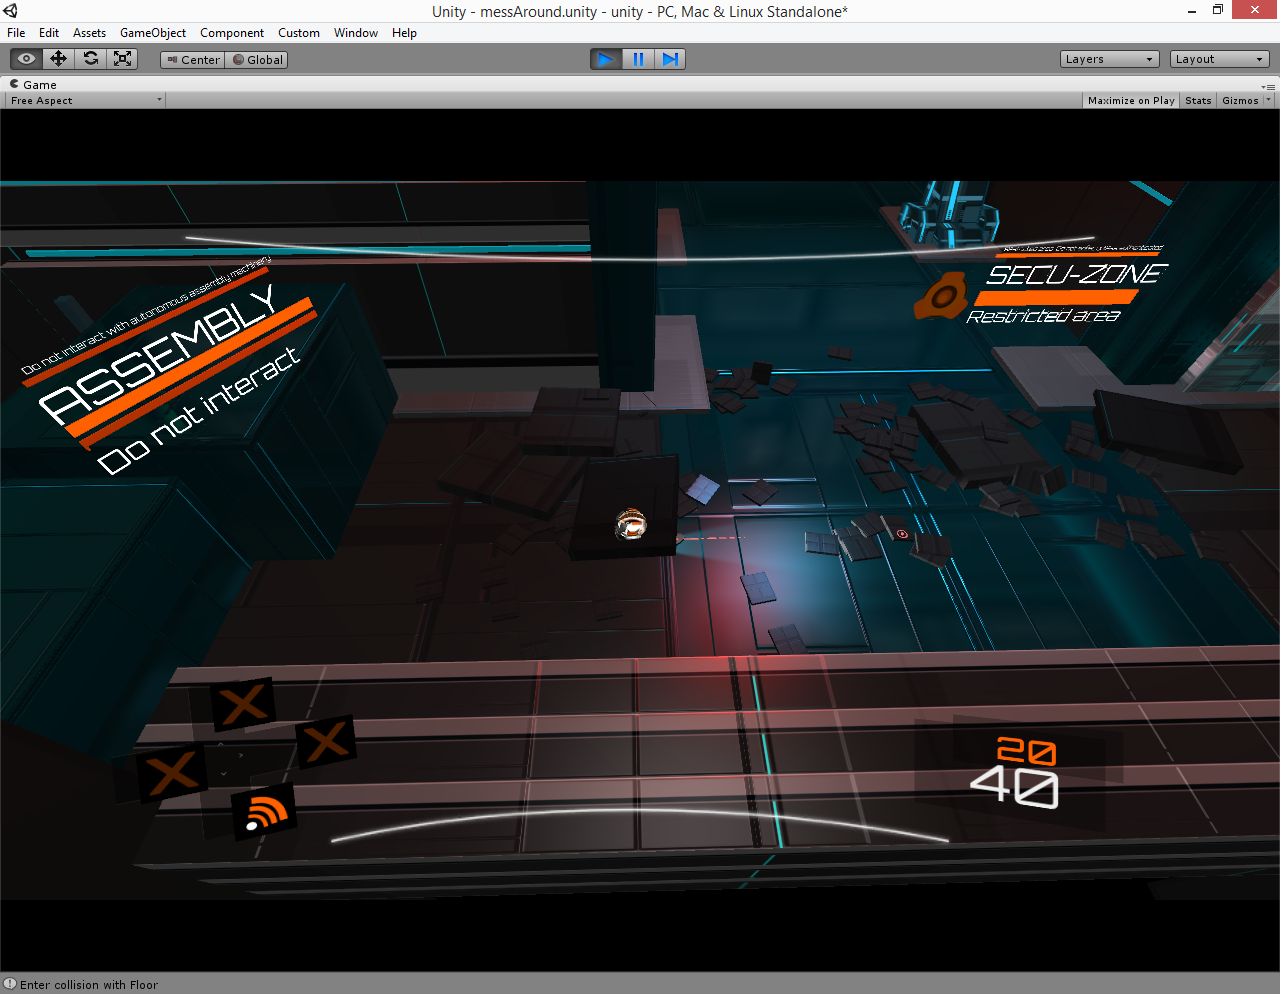 Unity - messAround.unity - unity - PC, Mac & Linux Standalone*
File Edit Assets GameObject Component Custom Window Help
Center Global
Layers Layout
Game
Free Aspect
Maximize on Play Stats Gizmos
Do not interact with autonomous assembly machinery
ASSEMBLY
Do not interact
SECU-ZONE
Restricted area
20
40
Enter collision with Floor